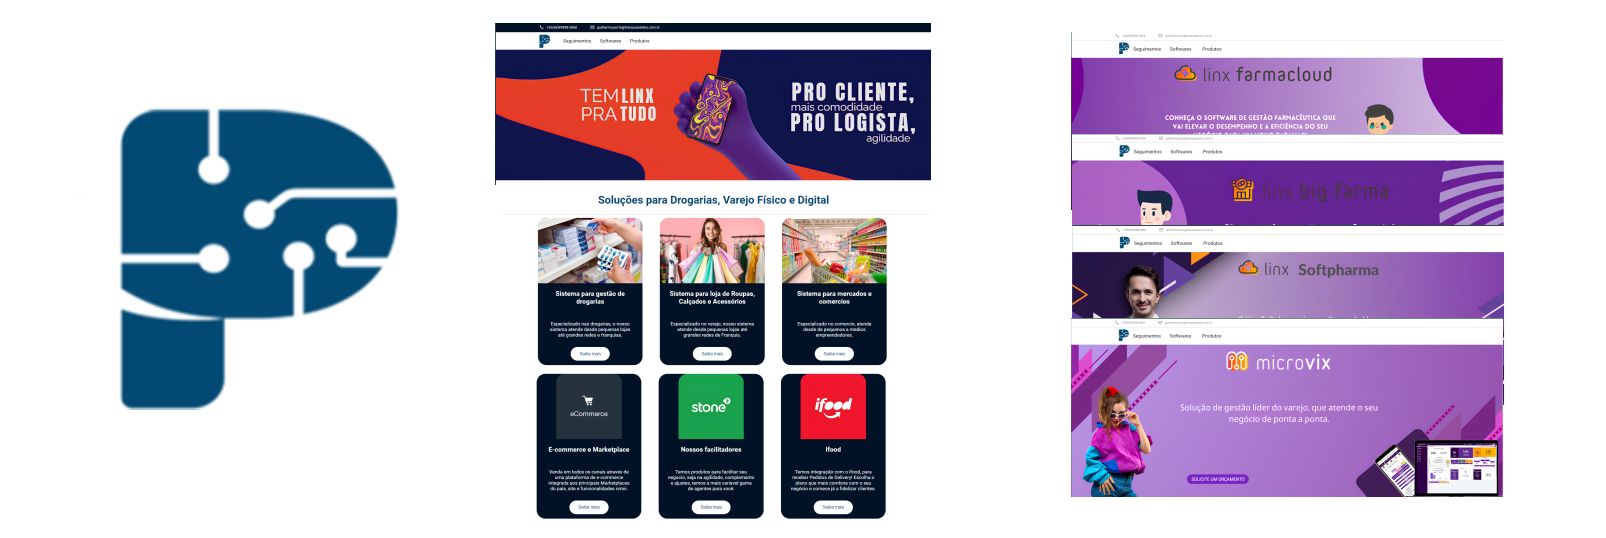 Seguimentos Softwares Produtos
TEM LINX
PRA TUDO
PRO CLIENTE,
mais comodidade
PRO LOGISTA,
agilidade
Soluções para Drogarias, Varejo Físico e Digital
Sistema para gestão de
drogarias
Especializado nas drogarias, o nosso
sistema atende desde pequenas lojas
até grandes redes e franquias.
Saiba mais
Sistema para loja de Roupas,
Calçados e Acessórios
Especializado no varejo, nosso sistema
atende desde pequenas lojas até
grandes redes de Franquia.
Saiba mais
Sistema para mercados e
comercios
Especializado no comercio, atende
desde de pequenos a medios
empreendedores.
Saiba mais
eCommerce
E-commerce e Marketplace
Venda em todos os canais através de
uma plataforma de e-commerce
integrada aos principais Marketplaces
do país, site e funcionalidades omni.
Saiba mais
stone
Nossos facilitadores
Temos produtos para facilitar seu
negocio, seja na agilidade, complemento
e ajustes, temos a mais variavel gama
de agentes para você.
Saiba mais
ifood
Ifood
Temos integração com o ifood, para
receber Pedidos de Delivery! Escolha o
plano que mais combina com o seu
negócio e comece já a fidelizar clientes.
Saiba mais
Seguimentos Softwares Produtos
linx farmacloud
CONHEÇA O SOFTWARE DE GESTÃO FARMACÊUTICA QUE
VAI ELEVAR O DESEMPENHO E A EFICIÊNCIA DO SEU
Seguimentos Softwares Produtos
linx big farma
Seguimentos Softwares Produtos
linx Softpharma
Seguimentos Softwares Produtos
microvix
Solução de gestão líder do varejo, que atende o seu
negócio de ponta a ponta.
SOLICITE UM ORÇAMENTO